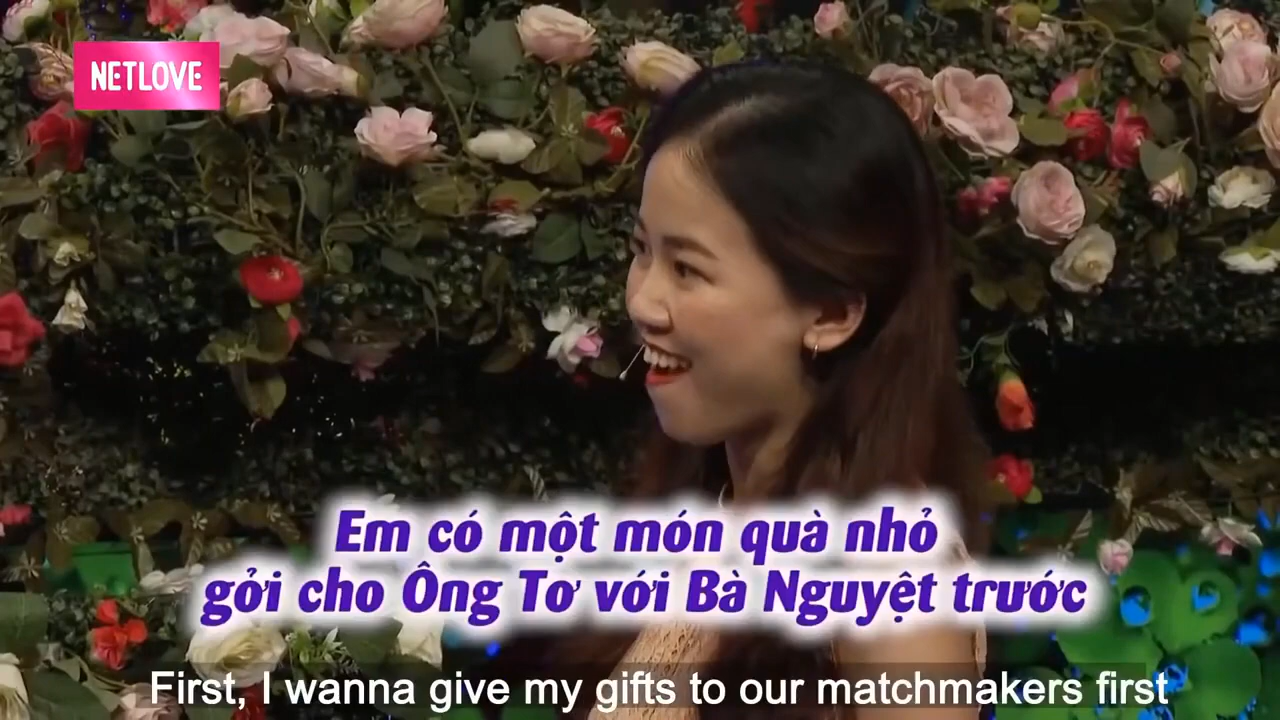 NETLOVE
Em có một món quà nhỏ
gởi cho Ông Tơ với Bà Nguyệt trước
First, I wanna give my gifts to our matchmakers first